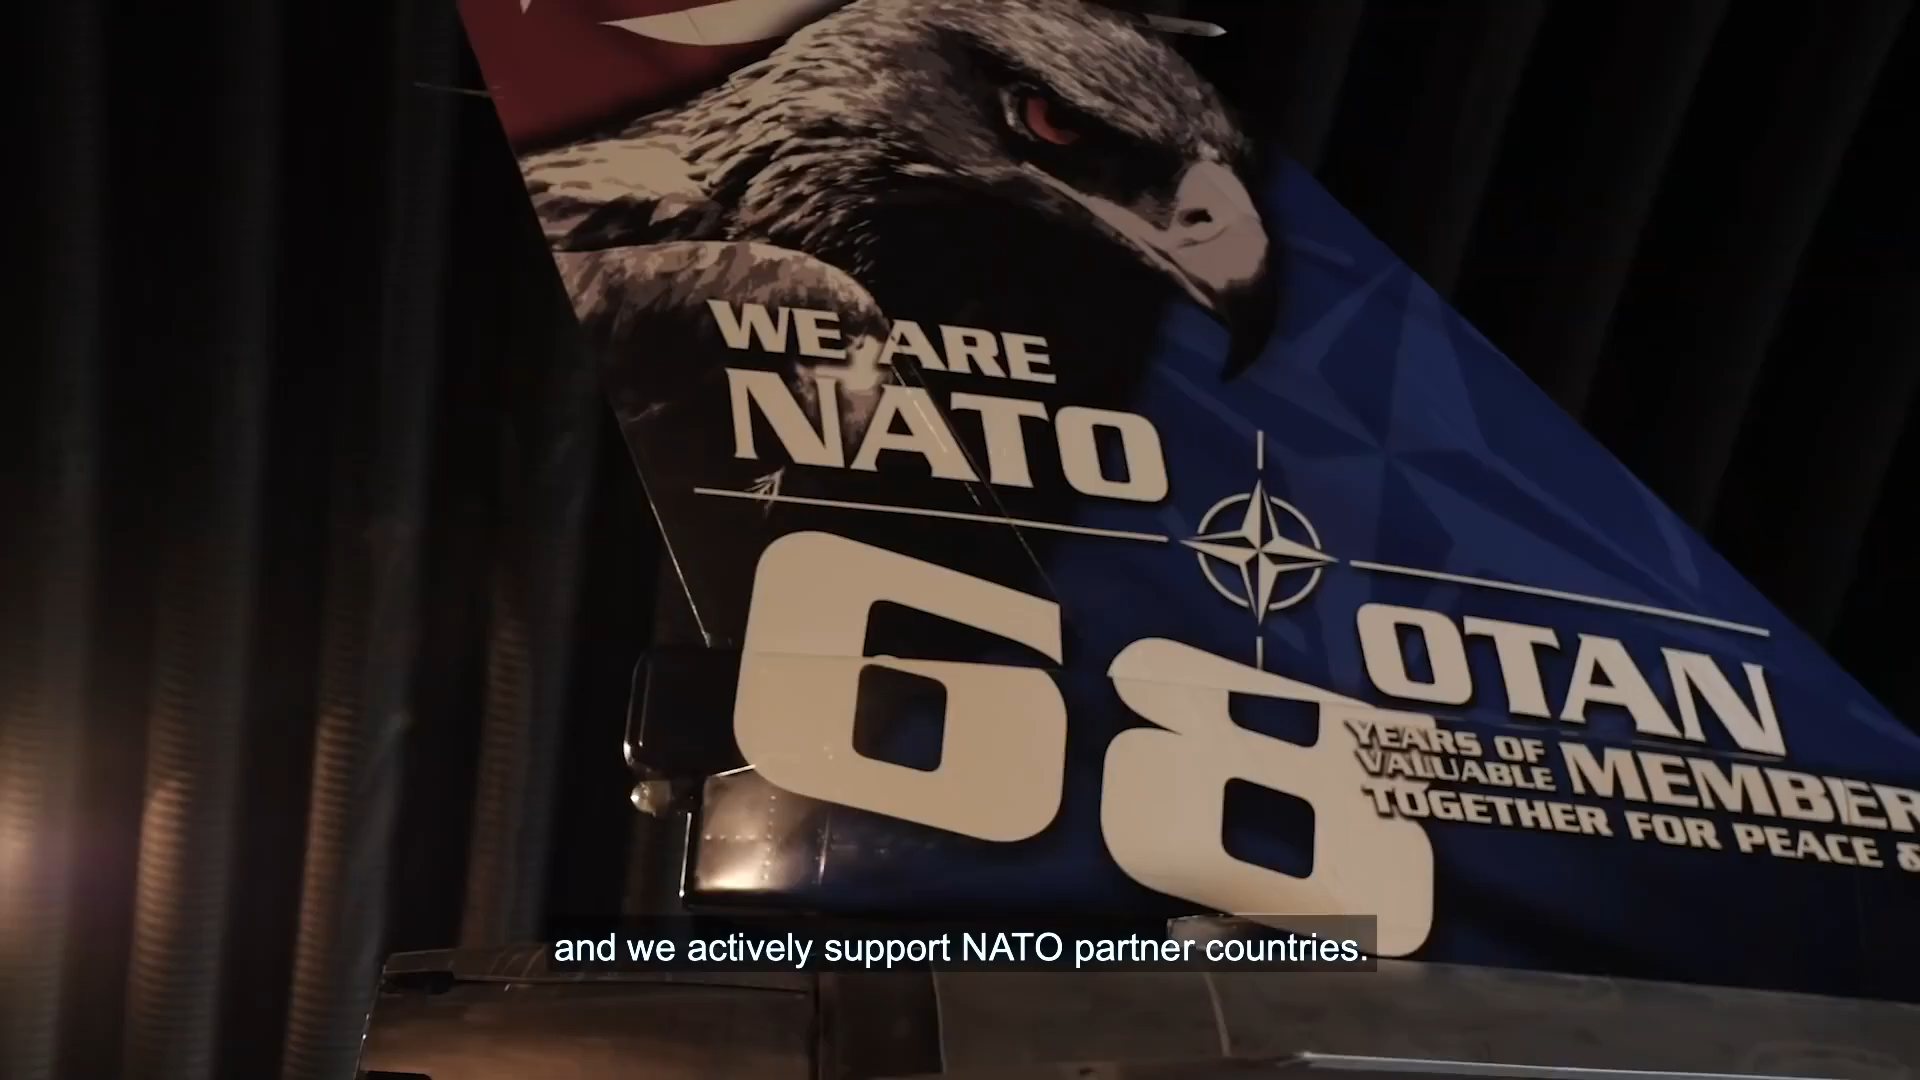 WE ARE
NATO
OTAN
68
YEARS OF
VALUABLE MEMBER
TOGETHER FOR PEACE &
and we actively support NATO partner countries.